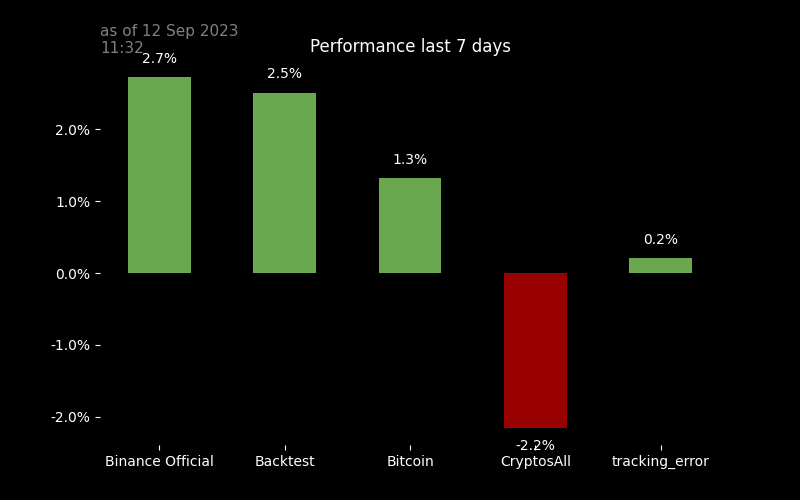 as of 12 Sep 2023
11:32
Performance last 7 days
2.7%
2.5%
1.3%
-2.2%
0.2%
2.0%
1.0%
0.0%
-1.0%
-2.0%
Binance Official
Backtest
Bitcoin
CryptosAll
tracking_error